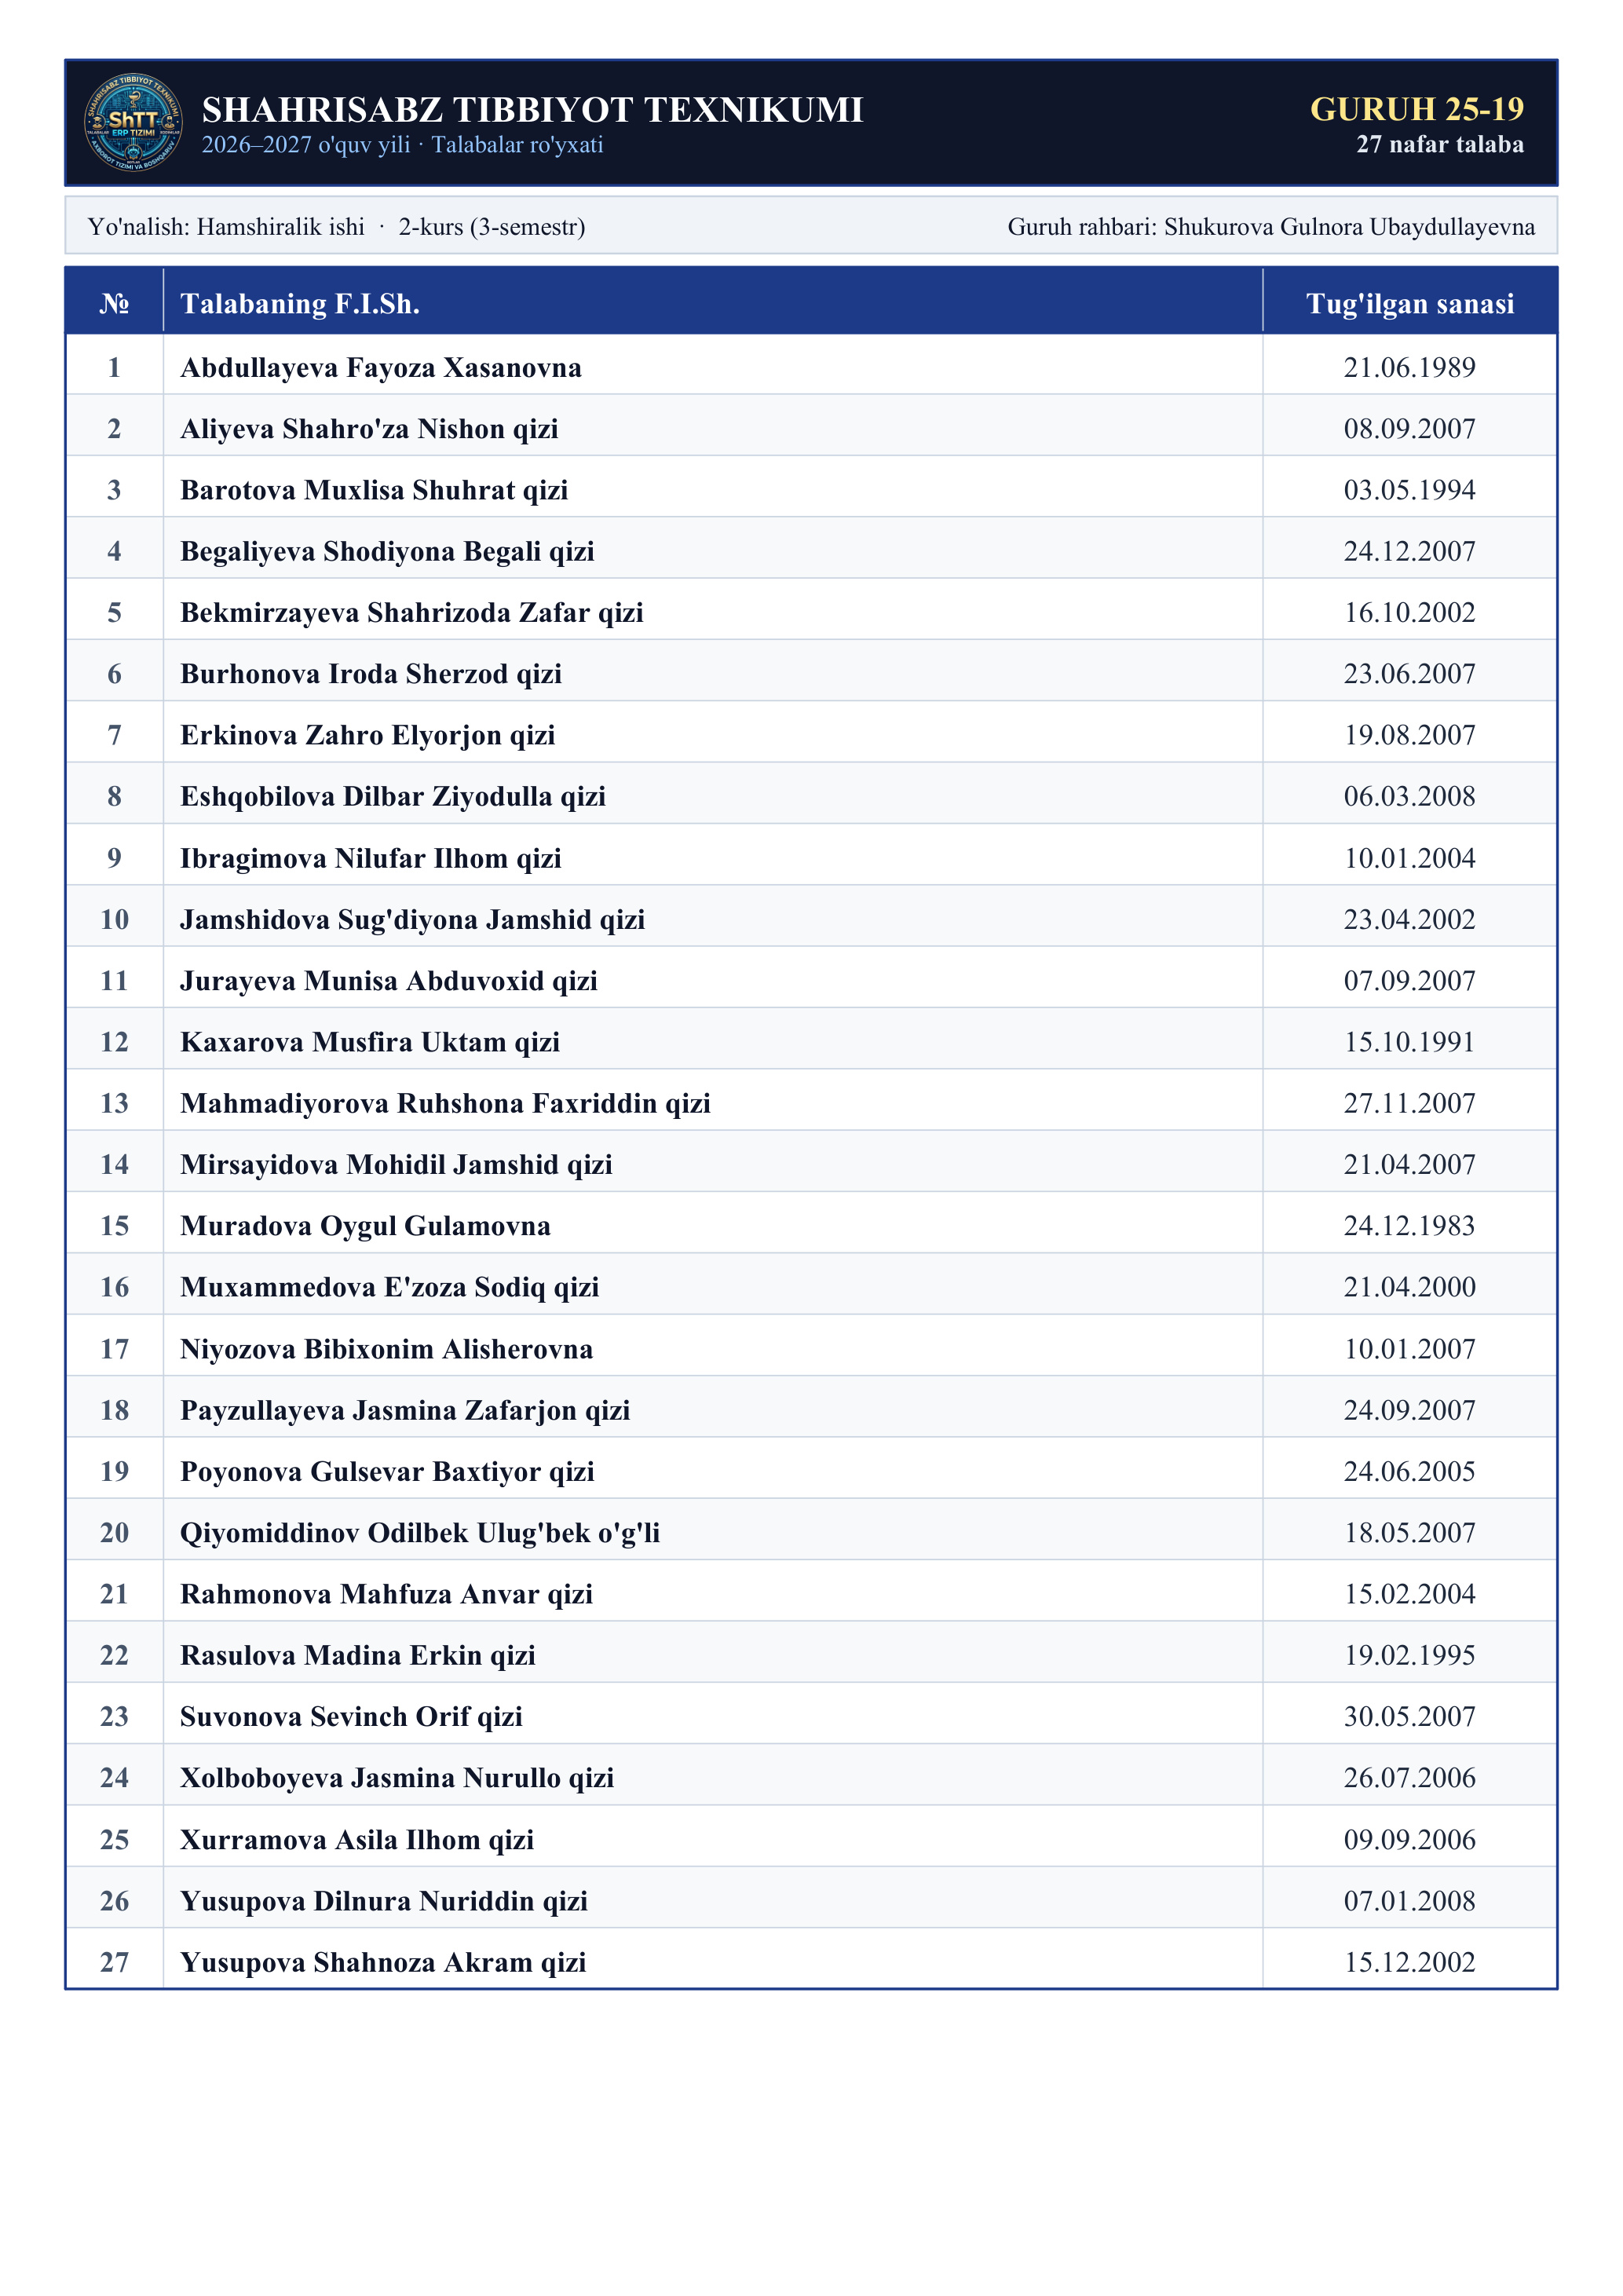 SHAHRISABZ TIBBIYOT TEXNIKUMI
ShTT
ERP TIZIMI
AXBOROT TIZIMI VA BOSHQARUV
SHAHRISABZ TIBBIYOT TEXNIKUMI
2026–2027 o'quv yili · Talabalar ro'yxati
GURUH 25-19
27 nafar talaba
Yo'nalish: Hamshiralik ishi · 2-kurs (3-semestr)
Guruh rahbari: Shukurova Gulnora Ubaydullayevna
№ Talabaning F.I.Sh. Tug'ilgan sanasi
1 Abdullayeva Fayoza Xasanovna 21.06.1989
2 Aliyeva Shahro'za Nishon qizi 08.09.2007
3 Barotova Muxlisa Shuhrat qizi 03.05.1994
4 Begaliyeva Shodiyona Begali qizi 24.12.2007
5 Bekmirzayeva Shahrizoda Zafar qizi 16.10.2002
6 Burhonova Iroda Sherzod qizi 23.06.2007
7 Erkinova Zahro Elyorjon qizi 19.08.2007
8 Eshqobilova Dilbar Ziyodulla qizi 06.03.2008
9 Ibragimova Nilufar Ilhom qizi 10.01.2004
10 Jamshidova Sug'diyona Jamshid qizi 23.04.2002
11 Jurayeva Munisa Abduvoxid qizi 07.09.2007
12 Kaxarova Musfira Uktam qizi 15.10.1991
13 Mahmadiyorova Ruhshona Faxriddin qizi 27.11.2007
14 Mirsayidova Mohidil Jamshid qizi 21.04.2007
15 Muradova Oygul Gulamovna 24.12.1983
16 Muxammedova E'zoza Sodiq qizi 21.04.2000
17 Niyozova Bibixonim Alisherovna 10.01.2007
18 Payzullayeva Jasmina Zafarjon qizi 24.09.2007
19 Poyonova Gulsevar Baxtiyor qizi 24.06.2005
20 Qiyomiddinov Odilbek Ulug'bek o'g'li 18.05.2007
21 Rahmonova Mahfuza Anvar qizi 15.02.2004
22 Rasulova Madina Erkin qizi 19.02.1995
23 Suvonova Sevinch Orif qizi 30.05.2007
24 Xolboboyeva Jasmina Nurullo qizi 26.07.2006
25 Xurramova Asila Ilhom qizi 09.09.2006
26 Yusupova Dilnura Nuriddin qizi 07.01.2008
27 Yusupova Shahnoza Akram qizi 15.12.2002